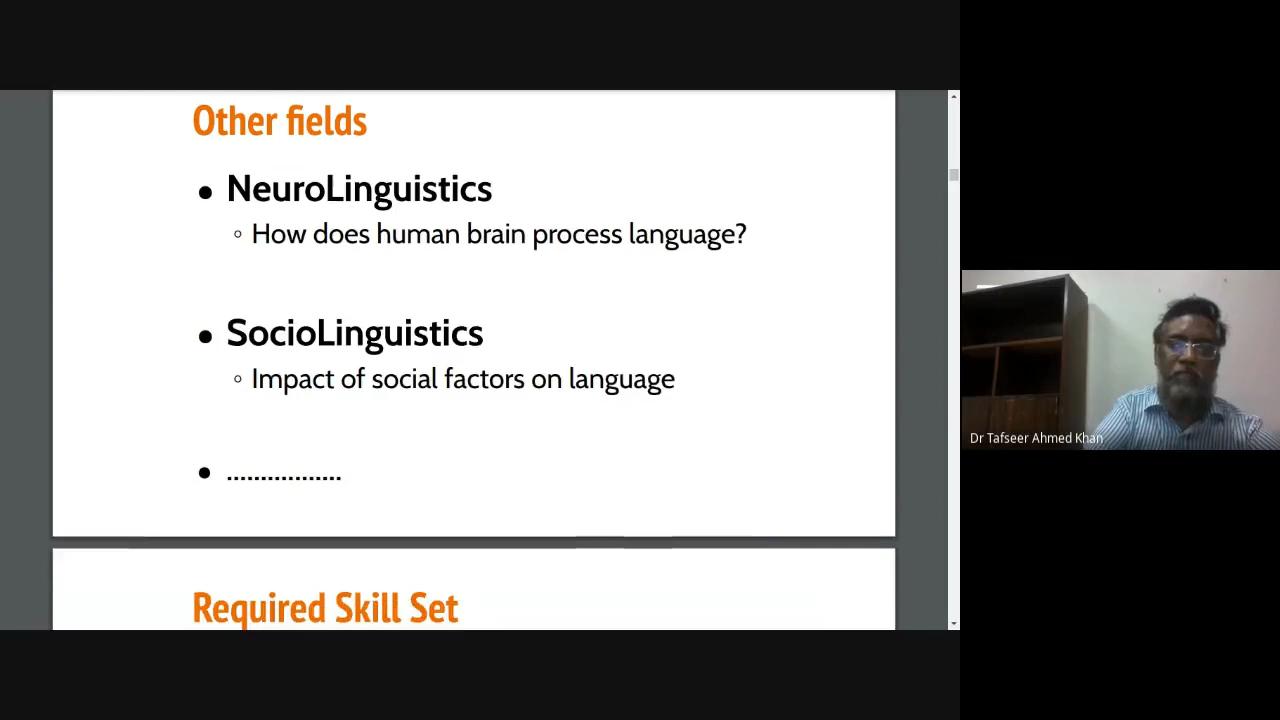 Other fields
● NeuroLinguistics
○ How does human brain process language?
● SocioLinguistics
○ Impact of social factors on language
● .................
Required Skill Set
Dr Tafseer Ahmed Khan